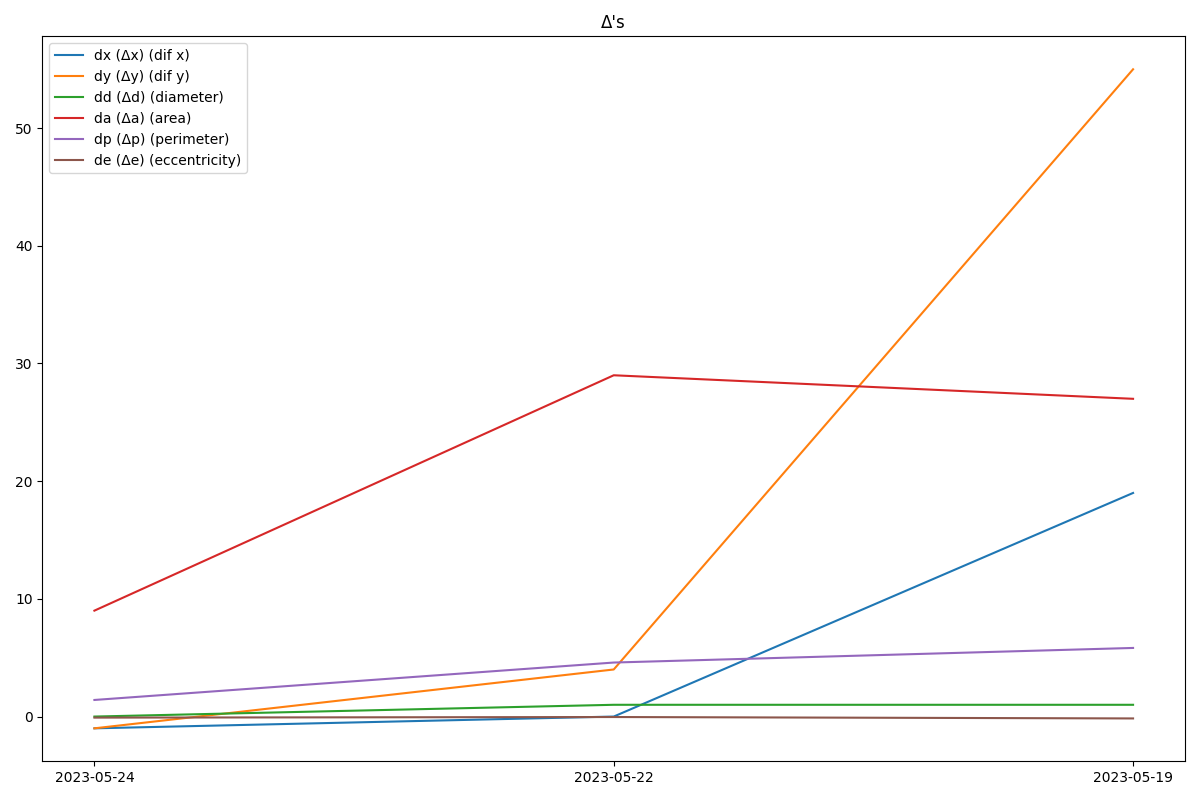 Δ's
dx (Δx) (dif x)
dy (Δy) (dif y)
dd (Δd) (diameter)
da (Δa) (area)
dp (Δp) (perimeter)
de (Δe) (eccentricity)
50
40
30
20
10
0
2023-05-24
2023-05-22
2023-05-19